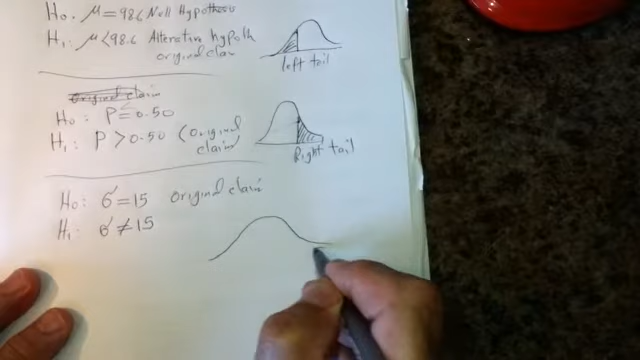 H₀: μ = 98.6 Null Hypothesis
H₁: μ < 98.6 Alternative hypoth
original claim
left tail
Original claim
H₀: P = 0.50
H₁: P > 0.50 (original
claim)
Right tail
H₀: σ = 15 original claim
H₁: σ ≠ 15